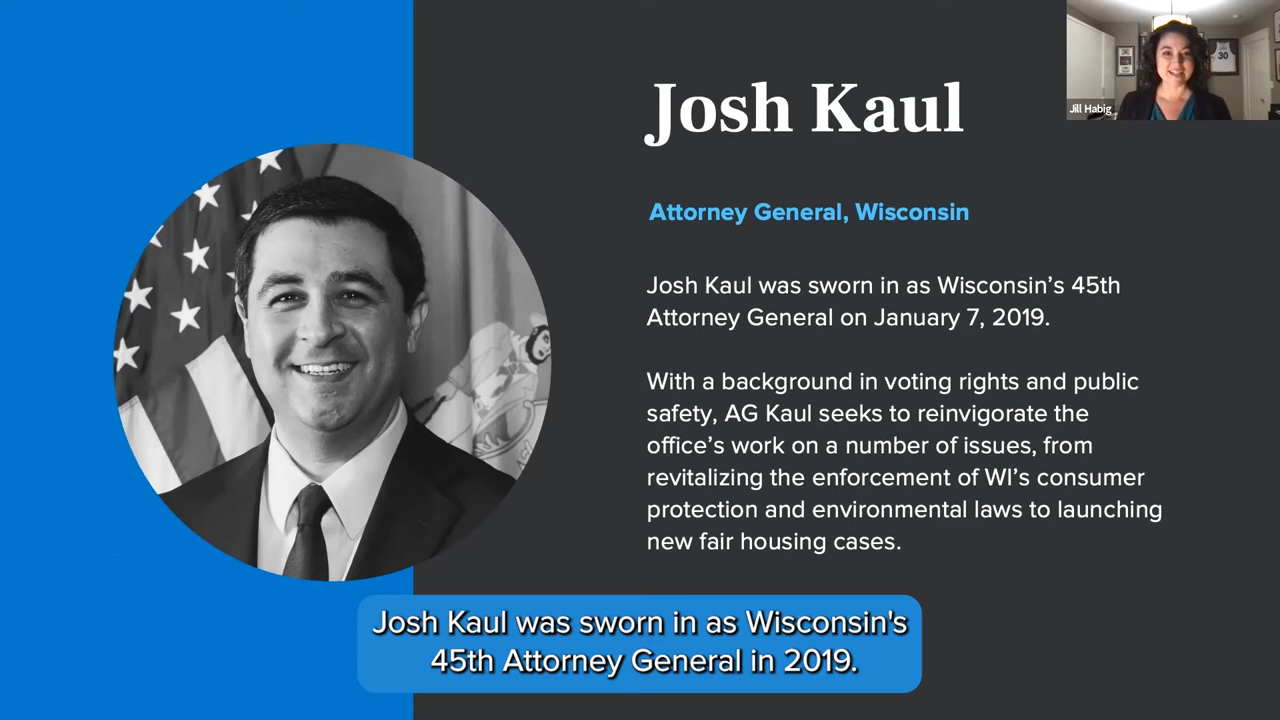 Josh Kaul
Jill Habig
30
Attorney General, Wisconsin
Josh Kaul was sworn in as Wisconsin’s 45th
Attorney General on January 7, 2019.
With a background in voting rights and public
safety, AG Kaul seeks to reinvigorate the
office’s work on a number of issues, from
revitalizing the enforcement of WI’s consumer
protection and environmental laws to launching
new fair housing cases.
Josh Kaul was sworn in as Wisconsin's
45th Attorney General in 2019.